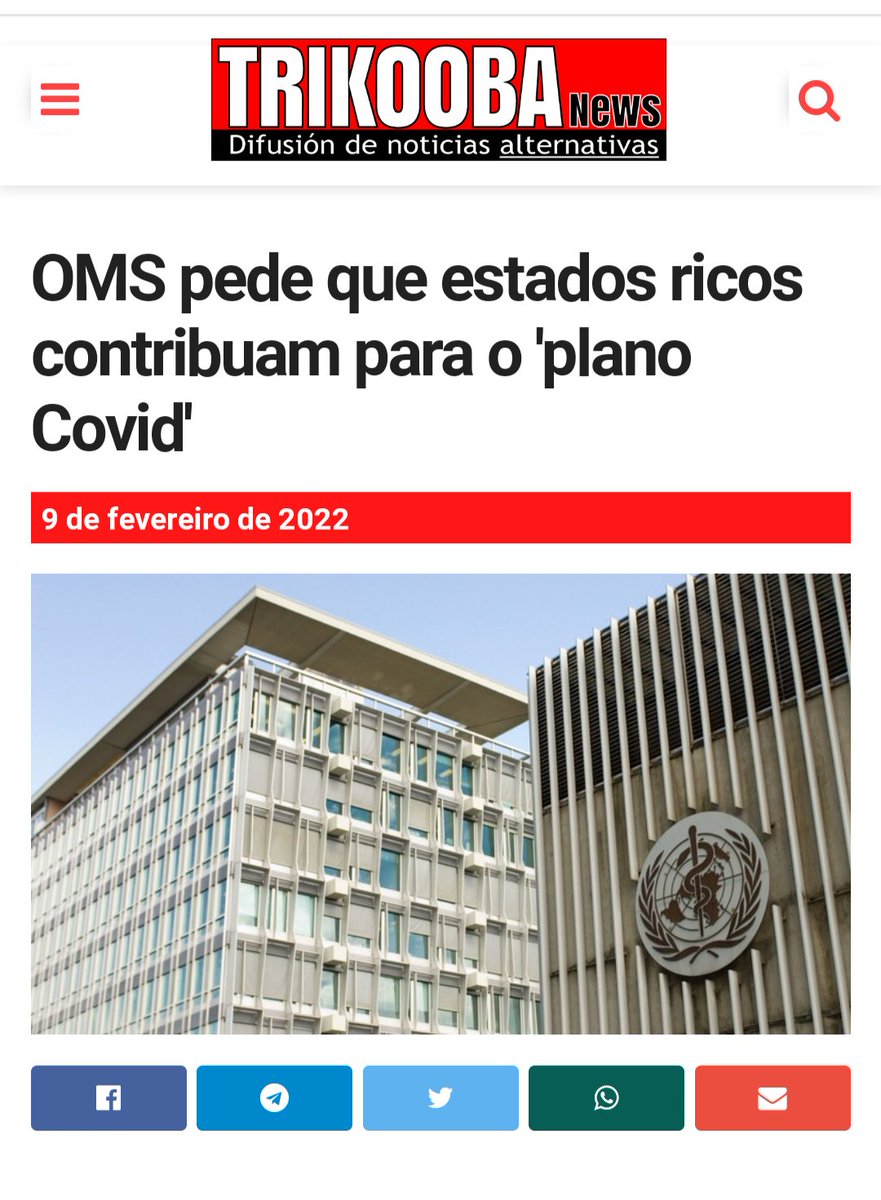 TRIKOOBA News
Difusión de noticias alternativas
OMS pede que estados ricos
contribuam para o 'plano
Covid'
9 de fevereiro de 2022